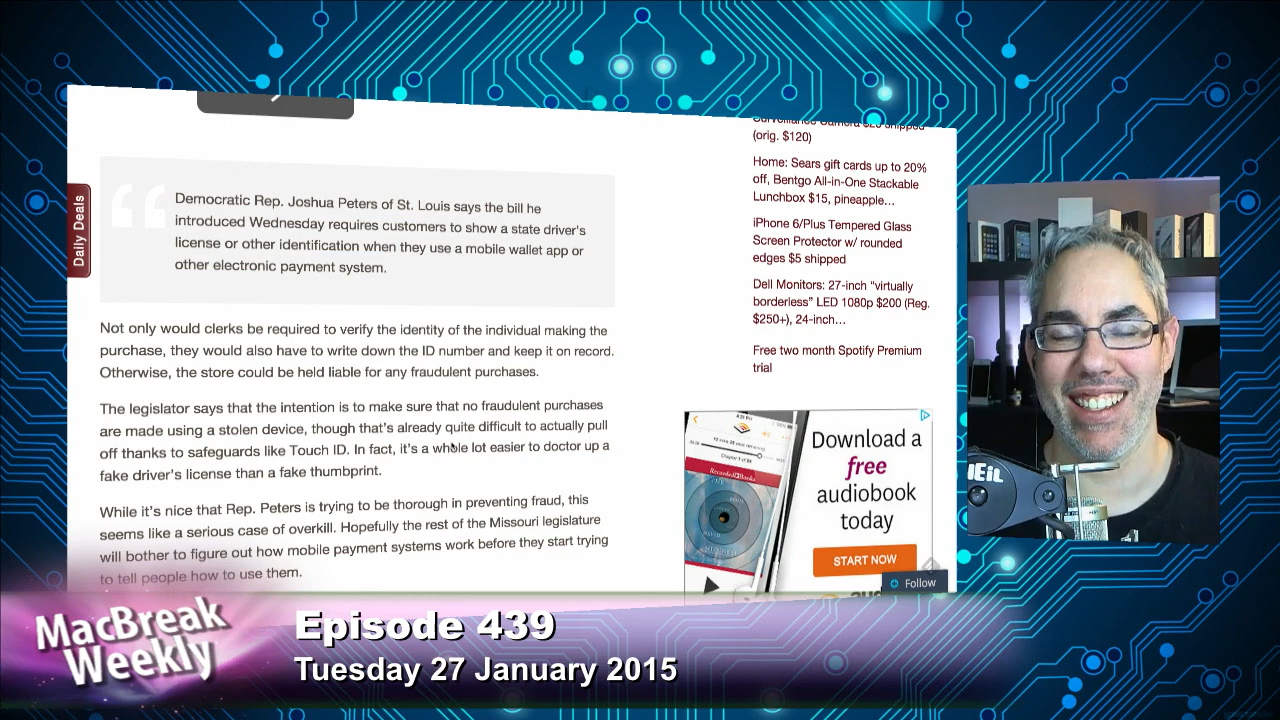 Daily Deals
Democratic Rep. Joshua Peters of St. Louis says the bill he
introduced Wednesday requires customers to show a state driver's
license or other identification when they use a mobile wallet app or
other electronic payment system.
Not only would clerks be required to verify the identity of the individual making the
purchase, they would also have to write down the ID number and keep it on record.
Otherwise, the store could be held liable for any fraudulent purchases.
The legislator says that the intention is to make sure that no fraudulent purchases
are made using a stolen device, though that's already quite difficult to actually pull
off thanks to safeguards like Touch ID. In fact, it's a whole lot easier to doctor up a
fake driver's license than a fake thumbprint.
While it's nice that Rep. Peters is trying to be thorough in preventing fraud, this
seems like a serious case of overkill. Hopefully the rest of the Missouri legislature
will bother to figure out how mobile payment systems work before they start trying
to tell people how to use them.
(orig. $120)
Home: Sears gift cards up to 20%
off, Bentgo All-in-One Stackable
Lunchbox $15, pineapple…
iPhone 6/Plus Tempered Glass
Screen Protector w/ rounded
edges $5 shipped
Dell Monitors: 27-inch “virtually
borderless” LED 1080p $200 (Reg.
$250+), 24-inch…
Free two month Spotify Premium
trial
Chapter 1 of 24
Recorded Books
Download a
free
audiobook
today
START NOW
Follow
HEiL
MacBreak
Weekly
Episode 439
Tuesday 27 January 2015